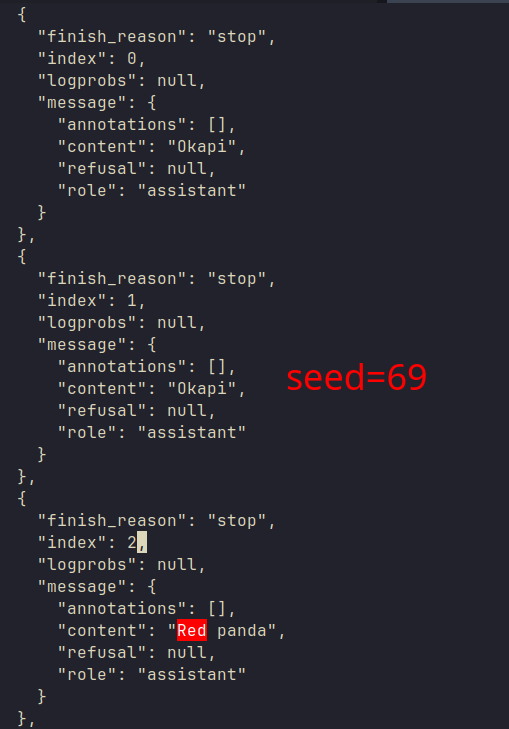 {
"finish_reason": "stop",
"index": 0,
"logprobs": null,
"message": {
"annotations": [],
"content": "Okapi",
"refusal": null,
"role": "assistant"
}
},
{
"finish_reason": "stop",
"index": 1,
"logprobs": null,
"message": {
"annotations": [],
seed=69
"content": "Okapi",
"refusal": null,
"role": "assistant"
}
},
{
"finish_reason": "stop",
"index": 2,
"logprobs": null,
"message": {
"annotations": [],
"content": "Red panda",
"refusal": null,
"role": "assistant"
}
},